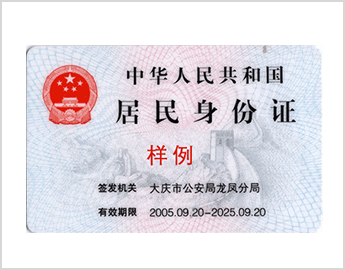 中华人民共和国
居民身份证
样例
签发机关 大庆市公安局龙凤分局
有效期限 2005.09.20-2025.09.20